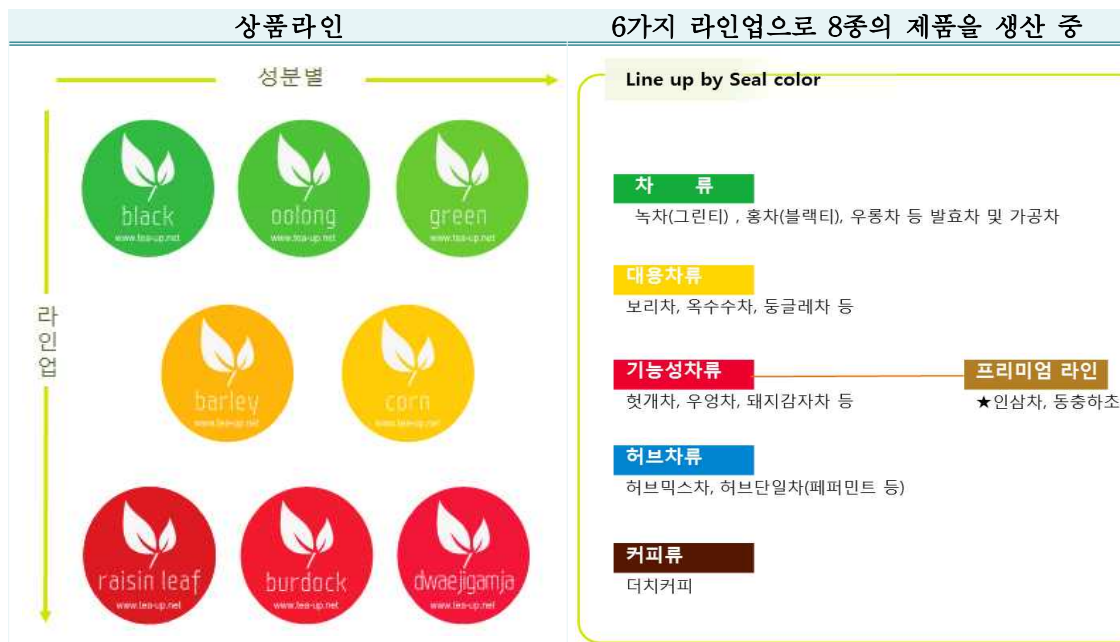 상품라인
6가지 라인업으로 8종의 제품을 생산 중
성분별
라인업
black
www.tea-up.net
oolong
www.tea-up.net
green
www.tea-up.net
barley
www.tea-up.net
corn
www.tea-up.net
raisin leaf
www.tea-up.net
burdock
www.tea-up.net
dwaejigamja
www.tea-up.net
Line up by Seal color
차 류
녹차(그린티) , 홍차(블랙티), 우롱차 등 발효차 및 가공차
대용차류
보리차, 옥수수차, 둥글레차 등
기능성차류
헛개차, 우엉차, 돼지감자차 등
프리미엄 라인
★인삼차, 동충하초
허브차류
허브믹스차, 허브단일차(페퍼민트 등)
커피류
더치커피